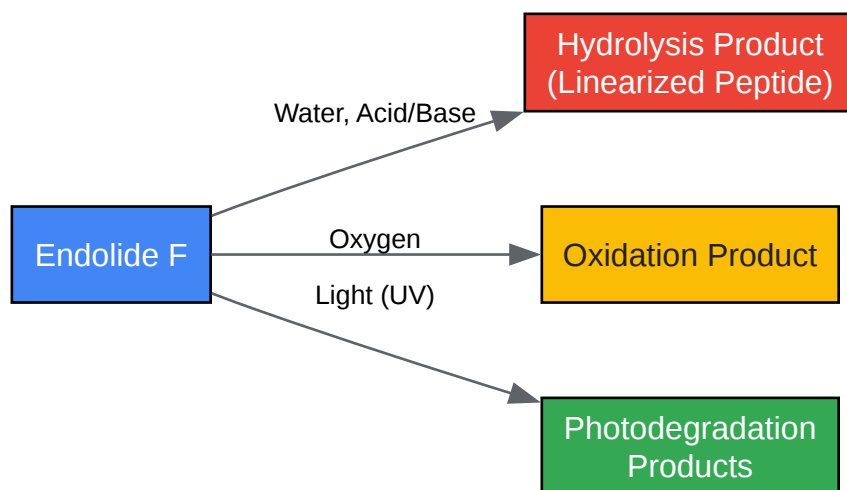 Hydrolysis Product
(Linearized Peptide)
Water, Acid/Base
Endolide F
Oxygen
Oxidation Product
Light (UV)
Photodegradation
Products